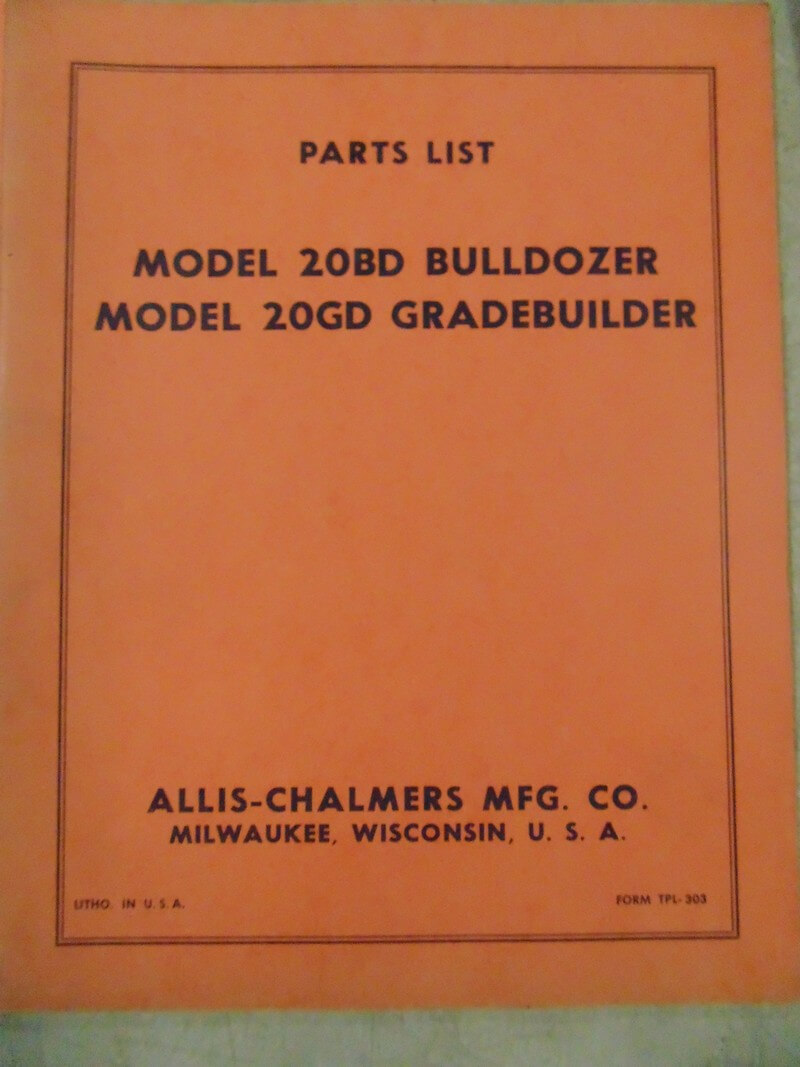 PARTS LIST
MODEL 20BD BULLDOZER
MODEL 20GD GRADEBUILDER
ALLIS-CHALMERS MFG. CO.
MILWAUKEE, WISCONSIN, U. S. A.
LITHO. IN U. S. A.
FORM TPL-303